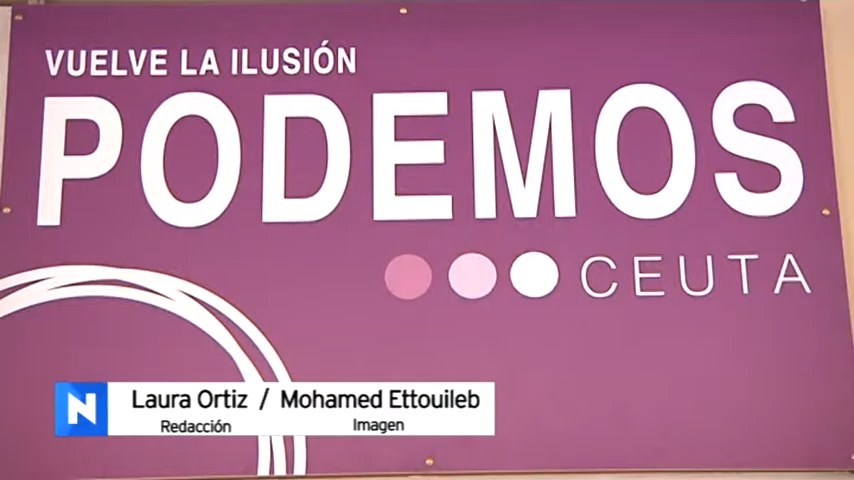 VUELVE LA ILUSIÓN
PODEMOS
CEUTA
N
Laura Ortiz / Mohamed Ettouileb
Redacción Imagen